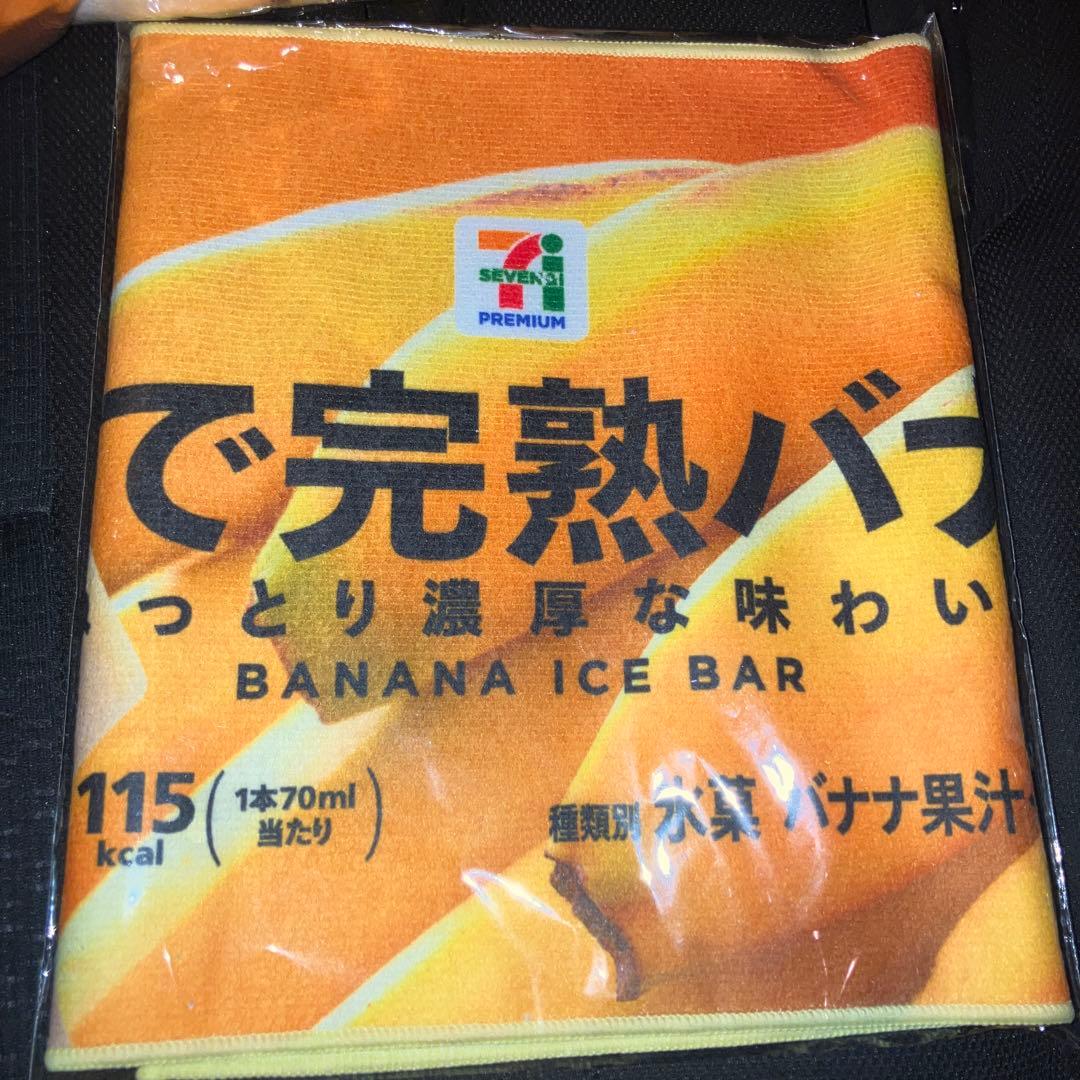 SEVEN&i
PREMIUM
で完熟バナ
っとり濃厚な味わい
BANANA ICE BAR
115
kcal
(1本70ml
当たり)
種類別 氷菓 バナナ果汁